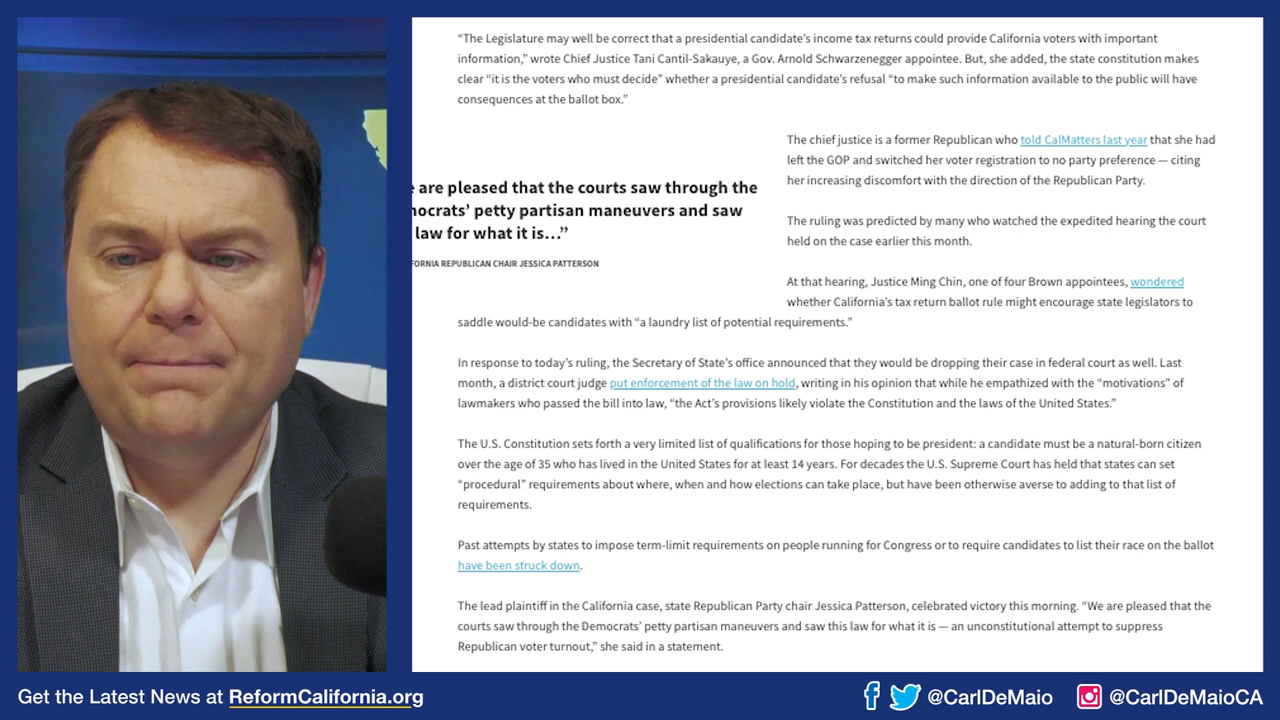 “The Legislature may well be correct that a presidential candidate’s income tax returns could provide California voters with important
information,” wrote Chief Justice Tani Cantil-Sakauye, a Gov. Arnold Schwarzenegger appointee. But, she added, the state constitution makes
clear “it is the voters who must decide” whether a presidential candidate’s refusal “to make such information available to the public will have
consequences at the ballot box.”
are pleased that the courts saw through the
mocrats’ petty partisan maneuvers and saw
law for what it is…”
FORNIA REPUBLICAN CHAIR JESSICA PATTERSON
The chief justice is a former Republican who told CalMatters last year that she had
left the GOP and switched her voter registration to no party preference — citing
her increasing discomfort with the direction of the Republican Party.
The ruling was predicted by many who watched the expedited hearing the court
held on the case earlier this month.
At that hearing, Justice Ming Chin, one of four Brown appointees, wondered
whether California’s tax return ballot rule might encourage state legislators to
saddle would-be candidates with “a laundry list of potential requirements.”
In response to today’s ruling, the Secretary of State’s office announced that they would be dropping their case in federal court as well. Last
month, a district court judge put enforcement of the law on hold, writing in his opinion that while he empathized with the “motivations” of
lawmakers who passed the bill into law, “the Act’s provisions likely violate the Constitution and the laws of the United States.”
The U.S. Constitution sets forth a very limited list of qualifications for those hoping to be president: a candidate must be a natural-born citizen
over the age of 35 who has lived in the United States for at least 14 years. For decades the U.S. Supreme Court has held that states can set
“procedural” requirements about where, when and how elections can take place, but have been otherwise averse to adding to that list of
requirements.
Past attempts by states to impose term-limit requirements on people running for Congress or to require candidates to list their race on the ballot
have been struck down.
The lead plaintiff in the California case, state Republican Party chair Jessica Patterson, celebrated victory this morning. “We are pleased that the
courts saw through the Democrats’ petty partisan maneuvers and saw this law for what it is — an unconstitutional attempt to suppress
Republican voter turnout,” she said in a statement.
Get the Latest News at ReformCalifornia.org
@CarlDeMaio
@CarlDeMaioCA